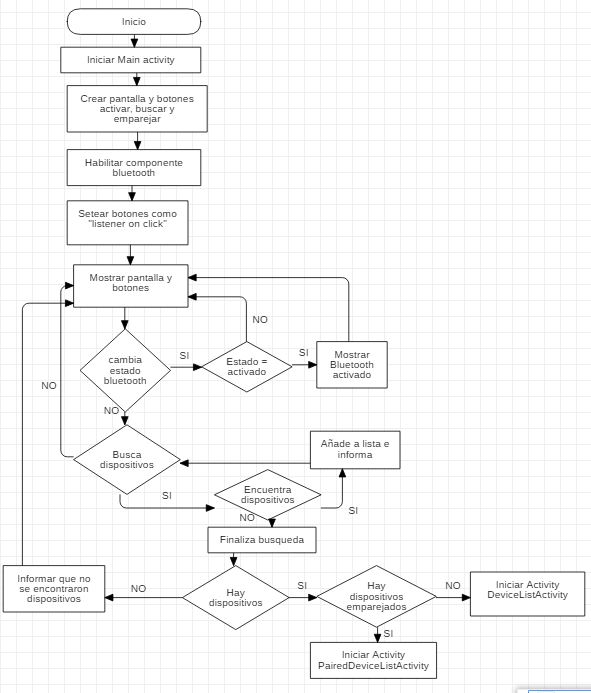 Inicio
Iniciar Main activity
Crear pantalla y botones
activar, buscar y
emparejar
Habilitar componente
bluetooth
Setear botones como
"listener on click"
Mostrar pantalla y
botones
NO
cambia
estado
bluetooth
SI
Estado =
activado
SI
Mostrar
Bluetooth
activado
NO
NO
Busca
dispositivos
Añade a lista e
informa
SI
Encuentra
dispositivos
SI
NO
Finaliza busqueda
Informar que no
se encontraron
dispositivos
NO
Hay
dispositivos
SI
Hay
dispositivos
emparejados
NO
Iniciar Activity
DeviceListActivity
SI
Iniciar Activity
PairedDeviceListActivity